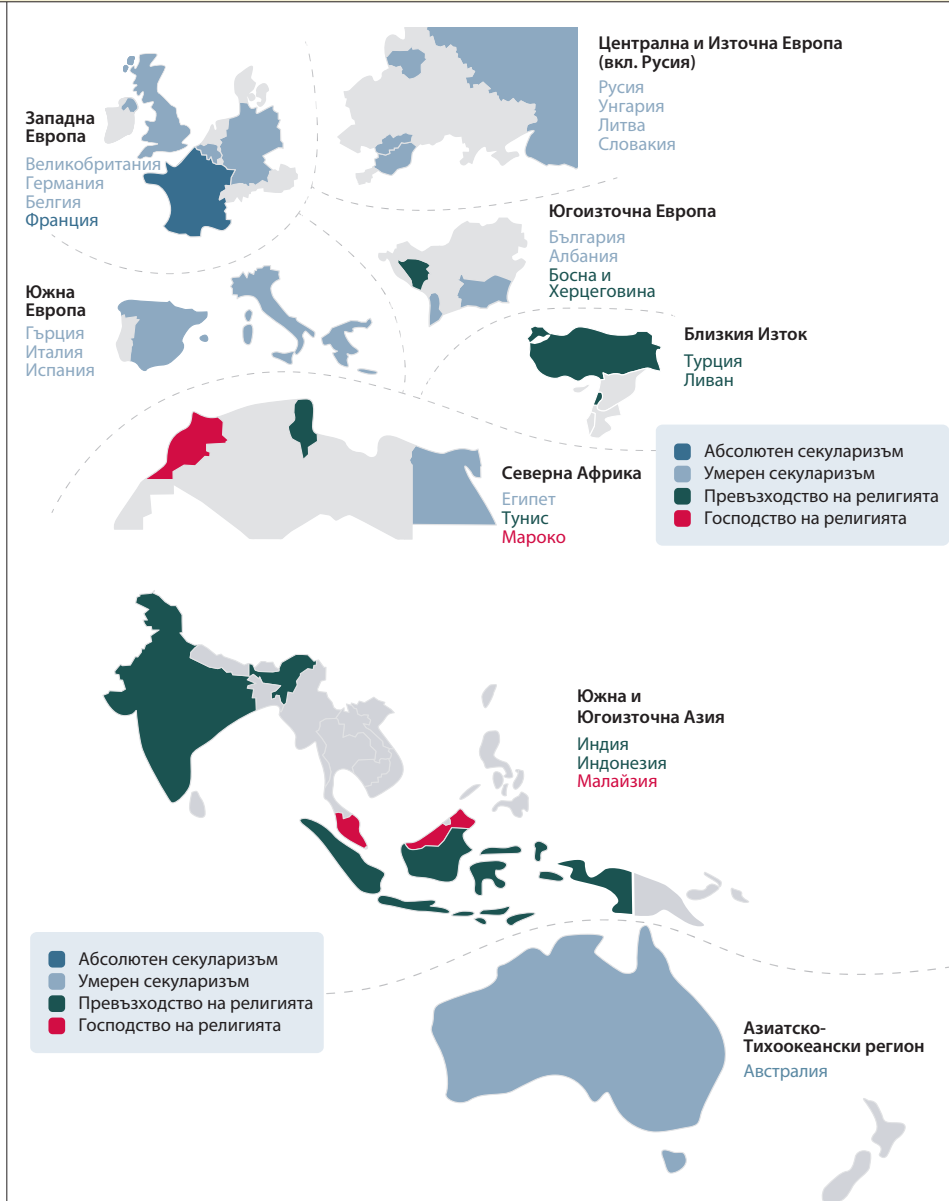 Централна и Източна Европа
(вкл. Русия)
Русия
Унгария
Литва
Словакия
Западна
Европа
Великобритания
Германия
Белгия
Франция
Югоизточна Европа
България
Албания
Босна и
Херцеговина
Южна
Европа
Гърция
Италия
Испания
Близкия Изток
Турция
Ливан
Абсолютен секуларизъм
Умерен секуларизъм
Превъзходство на религията
Господство на религията
Северна Африка
Египет
Тунис
Мароко
Южна и
Югоизточна Азия
Индия
Индонезия
Малайзия
Абсолютен секуларизъм
Умерен секуларизъм
Превъзходство на религията
Господство на религията
Азиатско-
Тихоокеански регион
Австралия